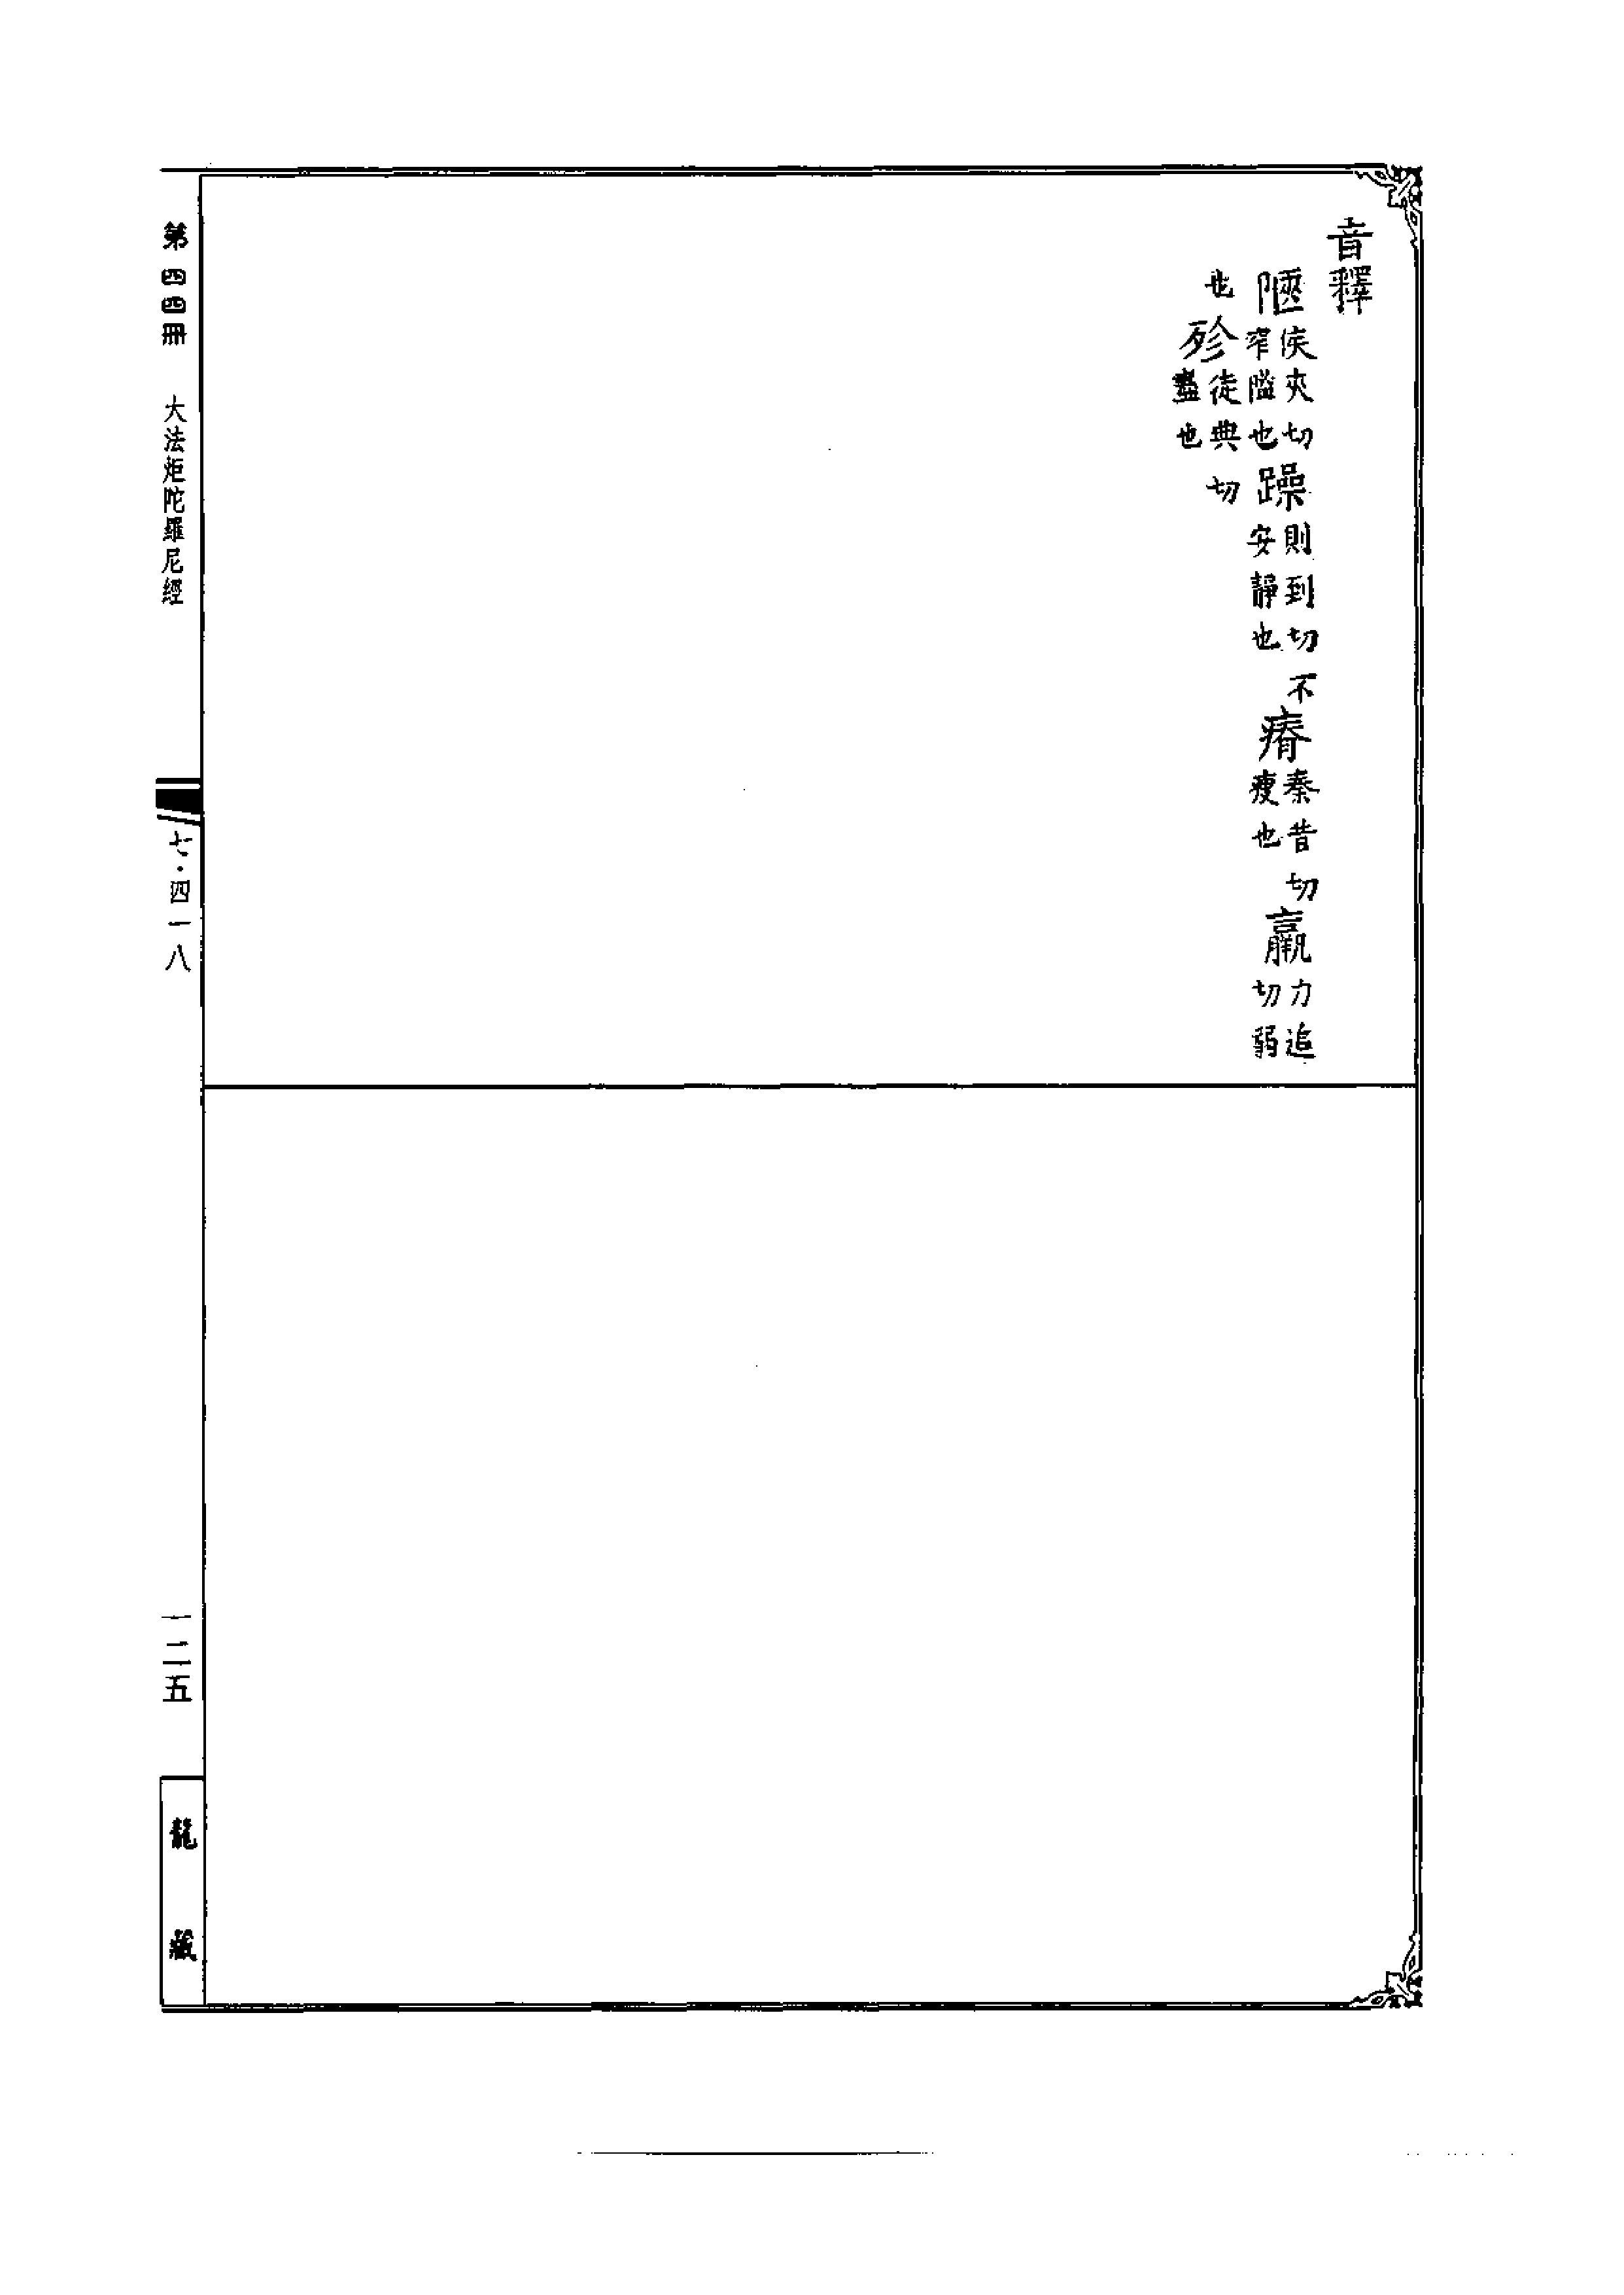 音釋
陿侯夾切窄隘也躁則到切不安靜也瘠秦昔切瘦也羸力追切弱
也殄徒典切盡也
第四四冊 大法炬陀羅尼經
七·四一八
一二五
龍藏